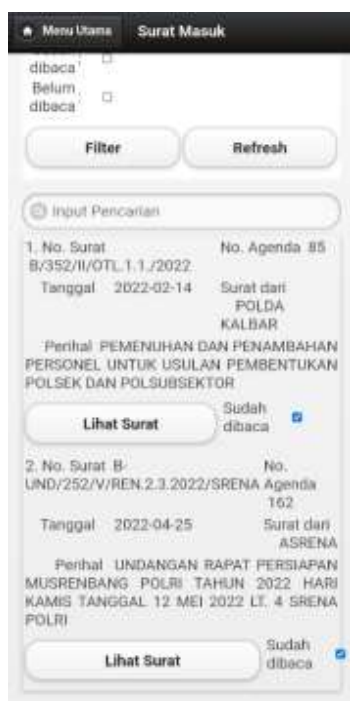 Menu Utama Surat Masuk
dibaca
Belum
dibaca
Filter Refresh
Input Pencarian
1. No. Surat No. Agenda 85
B/352/II/OTL.1.1./2022
Tanggal 2022-02-14 Surat dari
POLDA
KALBAR
Perihal PEMENUHAN DAN PENAMBAHAN
PERSONEL UNTUK USULAN PEMBENTUKAN
POLSEK DAN POLSUBSEKTOR
Lihat Surat Sudah
dibaca
2. No. Surat B- No.
UND/252/V/REN.2.3.2022/SRENA Agenda
162
Tanggal 2022-04-25 Surat dari
ASRENA
Perihal UNDANGAN RAPAT PERSIAPAN
MUSRENBANG POLRI TAHUN 2022 HARI
KAMIS TANGGAL 12 MEI 2022 LT. 4 SRENA
POLRI
Lihat Surat Sudah
dibaca